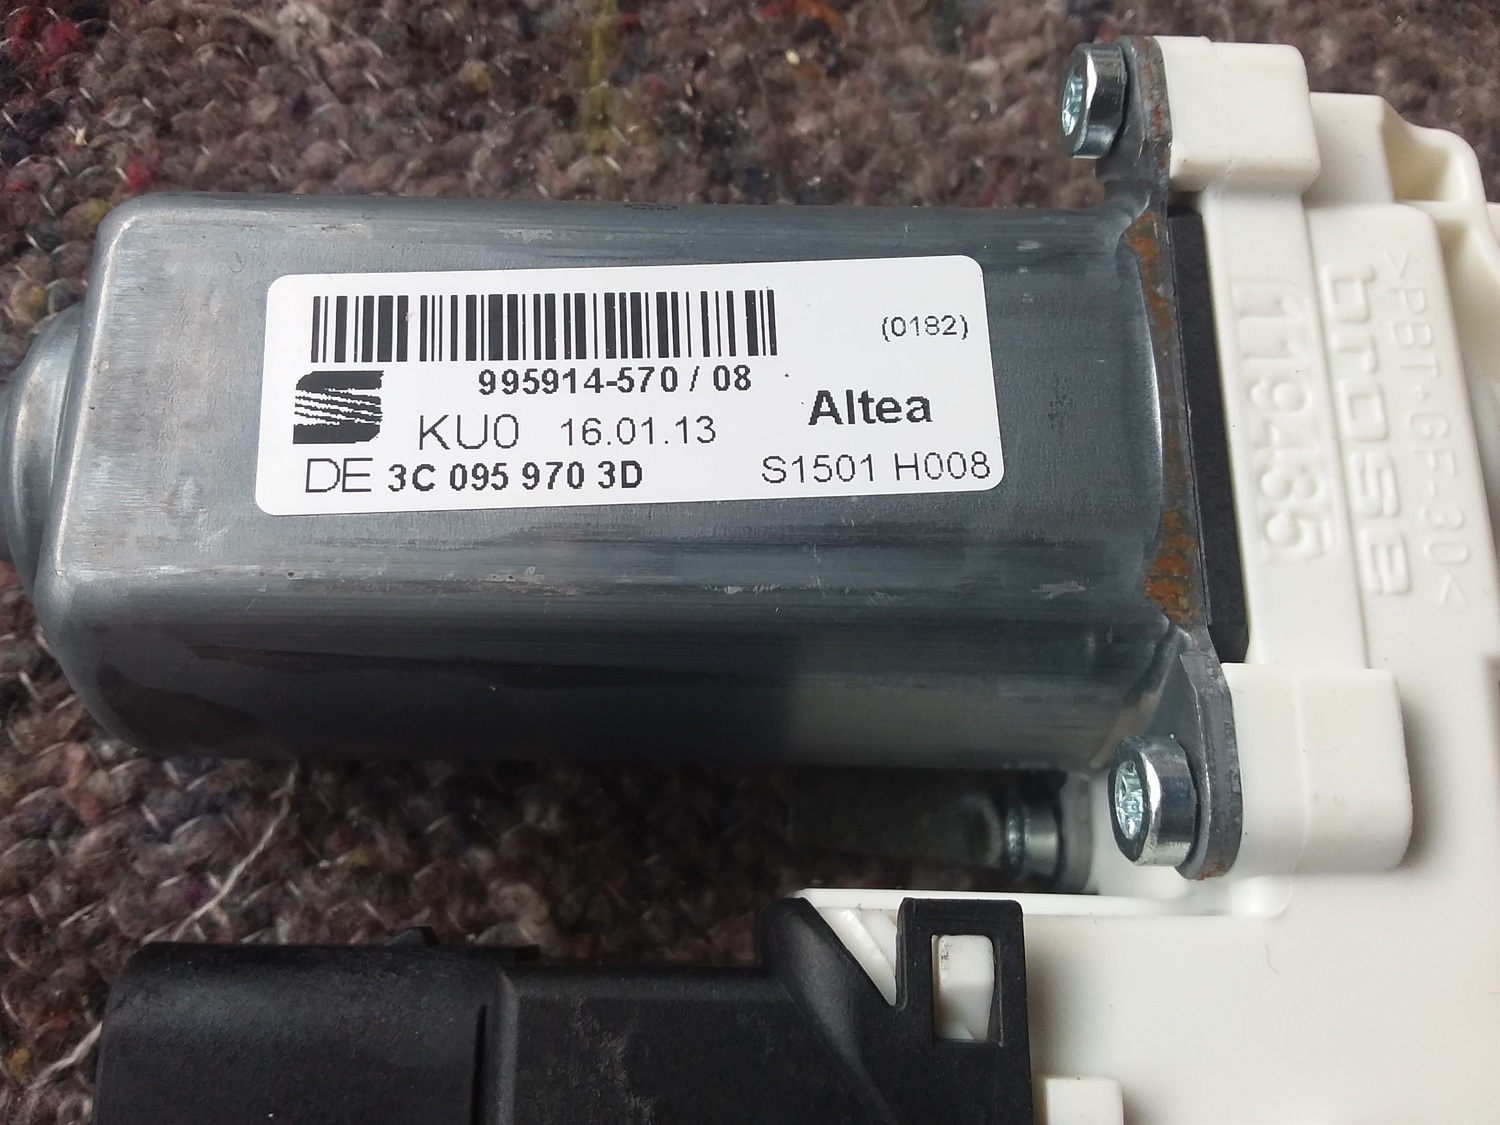 (0182)
995914-570 / 08
Altea
KU0 16.01.13
DE 3C 095 970 3D
S1501 H008
119485
brose
>PBT+GF-30<